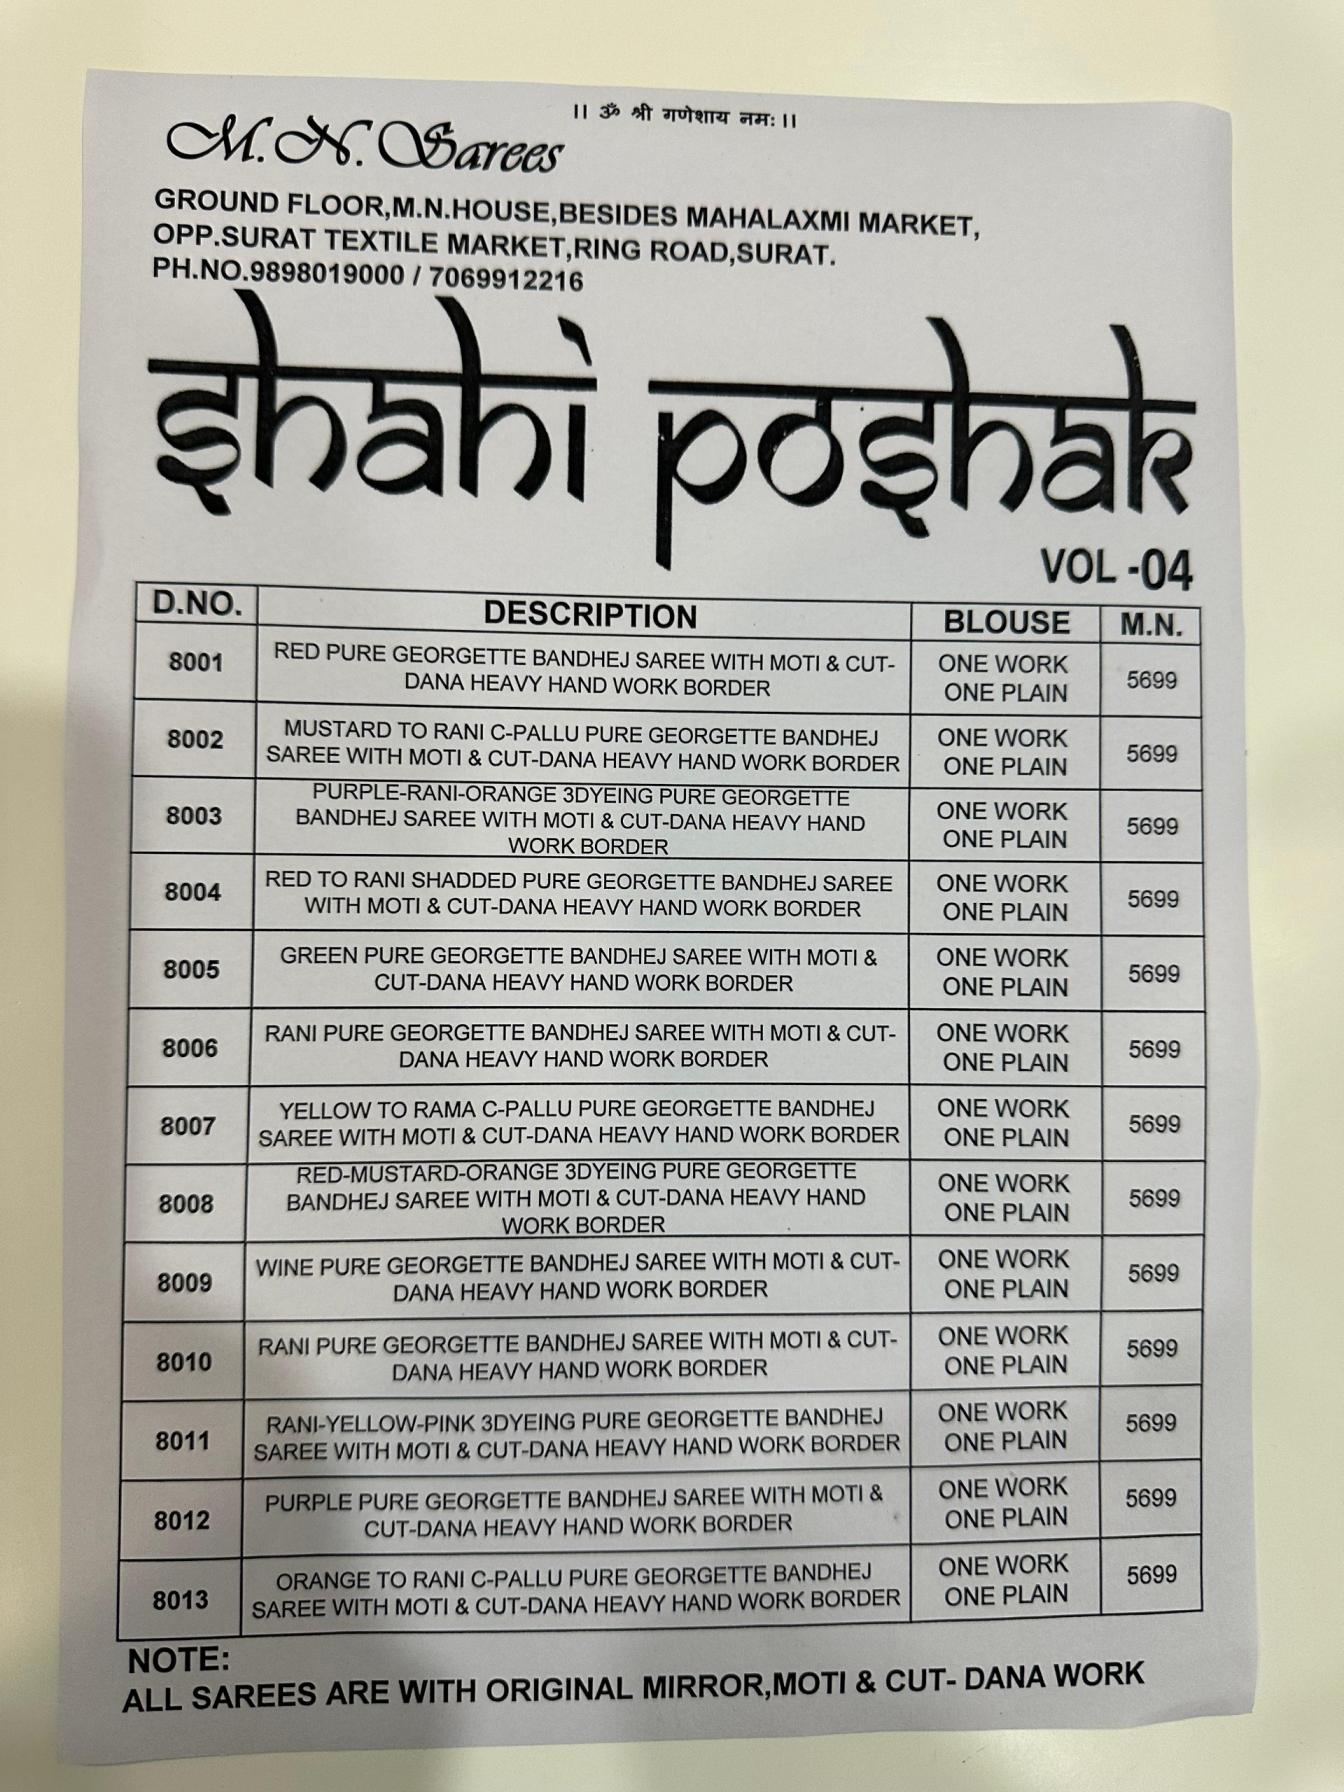 ।। ॐ श्री गणेशाय नमः ।।
M.N. Sarees
GROUND FLOOR,M.N.HOUSE,BESIDES MAHALAXMI MARKET,
OPP.SURAT TEXTILE MARKET,RING ROAD,SURAT.
PH.NO.9898019000 / 7069912216
shahi poshak
VOL -04
D.NO. DESCRIPTION BLOUSE M.N.
8001 RED PURE GEORGETTE BANDHEJ SAREE WITH MOTI & CUT-
DANA HEAVY HAND WORK BORDER
ONE WORK
ONE PLAIN
5699
8002 MUSTARD TO RANI C-PALLU PURE GEORGETTE BANDHEJ
SAREE WITH MOTI & CUT-DANA HEAVY HAND WORK BORDER
ONE WORK
ONE PLAIN
5699
8003 PURPLE-RANI-ORANGE 3DYEING PURE GEORGETTE
BANDHEJ SAREE WITH MOTI & CUT-DANA HEAVY HAND
WORK BORDER
ONE WORK
ONE PLAIN
5699
8004 RED TO RANI SHADDED PURE GEORGETTE BANDHEJ SAREE
WITH MOTI & CUT-DANA HEAVY HAND WORK BORDER
ONE WORK
ONE PLAIN
5699
8005 GREEN PURE GEORGETTE BANDHEJ SAREE WITH MOTI &
CUT-DANA HEAVY HAND WORK BORDER
ONE WORK
ONE PLAIN
5699
8006 RANI PURE GEORGETTE BANDHEJ SAREE WITH MOTI & CUT-
DANA HEAVY HAND WORK BORDER
ONE WORK
ONE PLAIN
5699
8007 YELLOW TO RAMA C-PALLU PURE GEORGETTE BANDHEJ
SAREE WITH MOTI & CUT-DANA HEAVY HAND WORK BORDER
ONE WORK
ONE PLAIN
5699
8008 RED-MUSTARD-ORANGE 3DYEING PURE GEORGETTE
BANDHEJ SAREE WITH MOTI & CUT-DANA HEAVY HAND
WORK BORDER
ONE WORK
ONE PLAIN
5699
8009 WINE PURE GEORGETTE BANDHEJ SAREE WITH MOTI & CUT-
DANA HEAVY HAND WORK BORDER
ONE WORK
ONE PLAIN
5699
8010 RANI PURE GEORGETTE BANDHEJ SAREE WITH MOTI & CUT-
DANA HEAVY HAND WORK BORDER
ONE WORK
ONE PLAIN
5699
8011 RANI-YELLOW-PINK 3DYEING PURE GEORGETTE BANDHEJ
SAREE WITH MOTI & CUT-DANA HEAVY HAND WORK BORDER
ONE WORK
ONE PLAIN
5699
8012 PURPLE PURE GEORGETTE BANDHEJ SAREE WITH MOTI &
CUT-DANA HEAVY HAND WORK BORDER
ONE WORK
ONE PLAIN
5699
8013 ORANGE TO RANI C-PALLU PURE GEORGETTE BANDHEJ
SAREE WITH MOTI & CUT-DANA HEAVY HAND WORK BORDER
ONE WORK
ONE PLAIN
5699
NOTE:
ALL SAREES ARE WITH ORIGINAL MIRROR,MOTI & CUT- DANA WORK